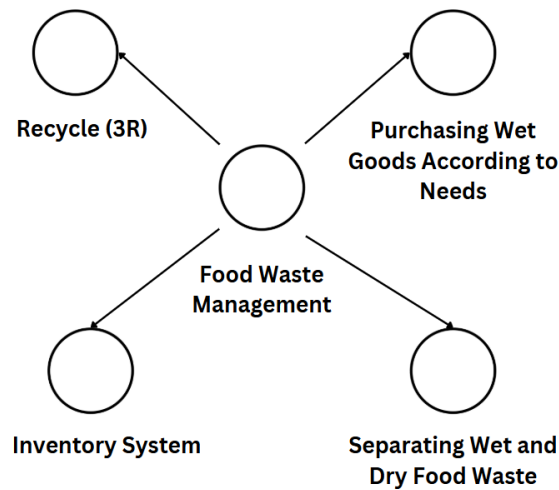 Recycle (3R)
Purchasing Wet
Goods According to
Needs
Food Waste
Management
Inventory System
Separating Wet and
Dry Food Waste